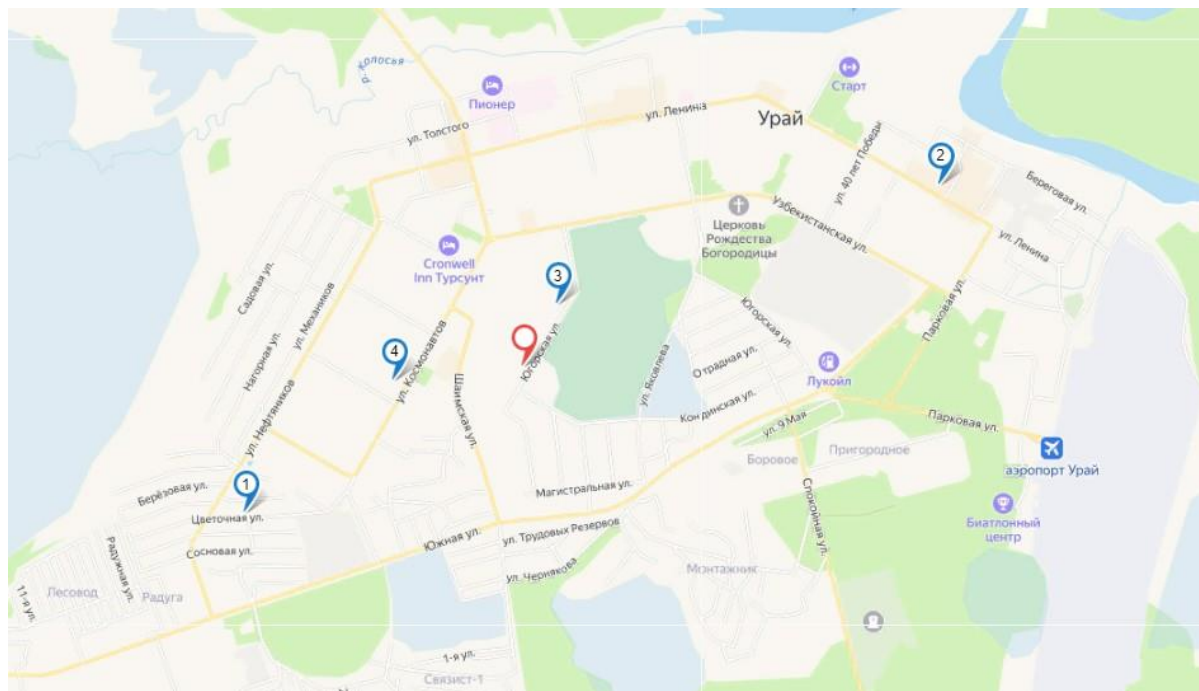 р. Колосья
Пионер
ул. Толстого
ул. Ленина
Урай
Старт
2
ул. 40 лет Победы
Береговая ул.
Церковь
Рождества
Богородицы
Узбекистанская ул.
ул. Ленина
Cronwell
Inn Турсунт
3
Садовая ул.
ул. Механиков
Нагорная ул.
Югорская ул.
Парковая ул.
4
ул. Космонавтов
Югорская ул.
ул. Яковлева
Отрадная ул.
Лукойл
Шаимская ул.
Кондинская ул.
ул. 9 Мая
Парковая ул.
ул. Нефтяников
Боровое
Пригородное
аэропорт Урай
1
Берёзовая ул.
Цветочная ул.
Магистральная ул.
Спокойная ул.
Биатлонный
центр
Сосновая ул.
Южная ул.
ул. Трудовых Резервов
Радужная ул.
ул. Чернякова
Монтажник
11-я ул.
Лесовод
Радуга
1-я ул.
Связист-1